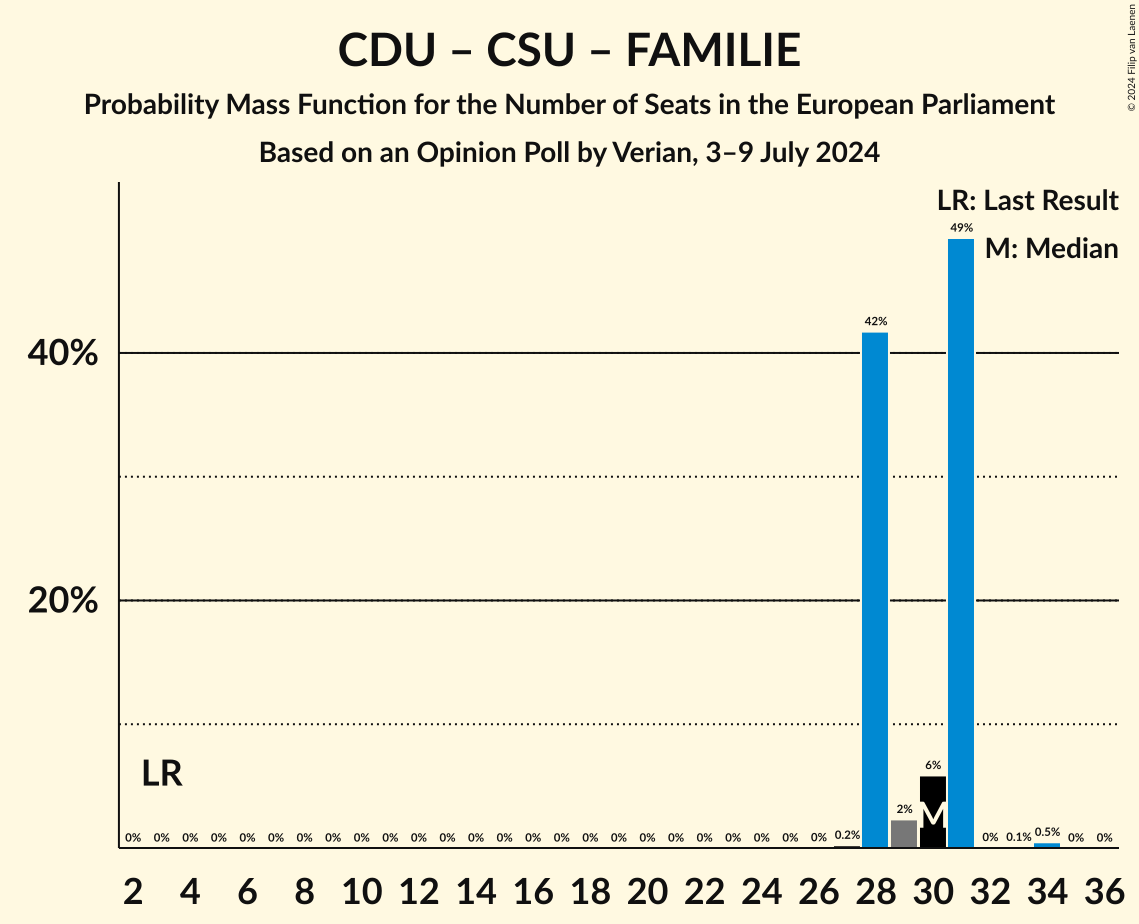 CDU – CSU – FAMILIE
Probability Mass Function for the Number of Seats in the European Parliament
Based on an Opinion Poll by Verian, 3–9 July 2024
© 2024 Filip van Laenen
LR: Last Result
M: Median
49%
42%
40%
20%
LR
6%
M
2%
0% 0% 0% 0% 0% 0% 0% 0% 0% 0% 0% 0% 0% 0% 0% 0% 0% 0% 0% 0% 0% 0% 0% 0% 0% 0.2% 0% 0.1% 0.5% 0% 0%
2 4 6 8 10 12 14 16 18 20 22 24 26 28 30 32 34 36